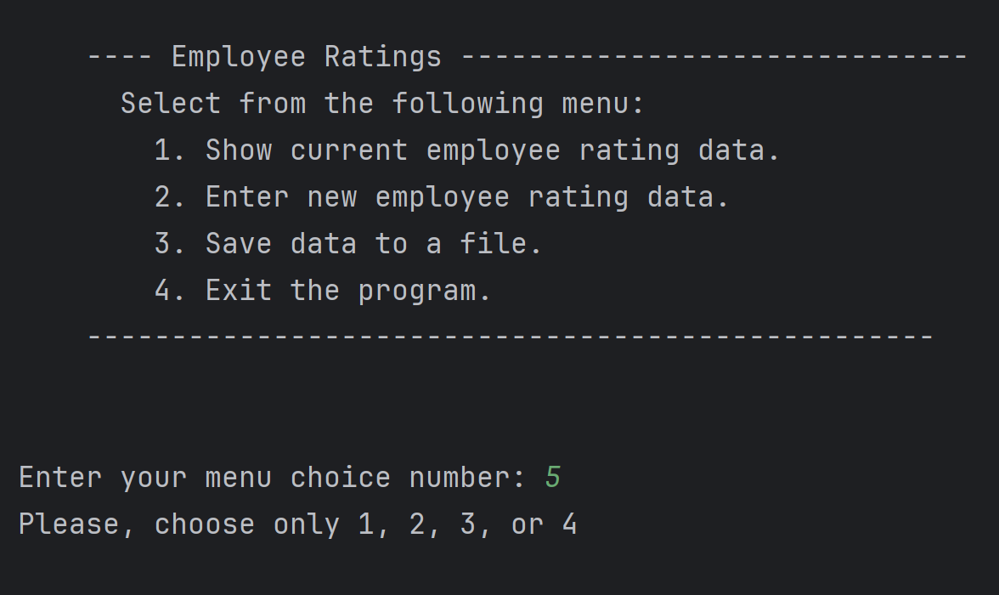 ---- Employee Ratings ------------------------------
Select from the following menu:
1. Show current employee rating data.
2. Enter new employee rating data.
3. Save data to a file.
4. Exit the program.
--------------------------------------------------
Enter your menu choice number: 5
Please, choose only 1, 2, 3, or 4